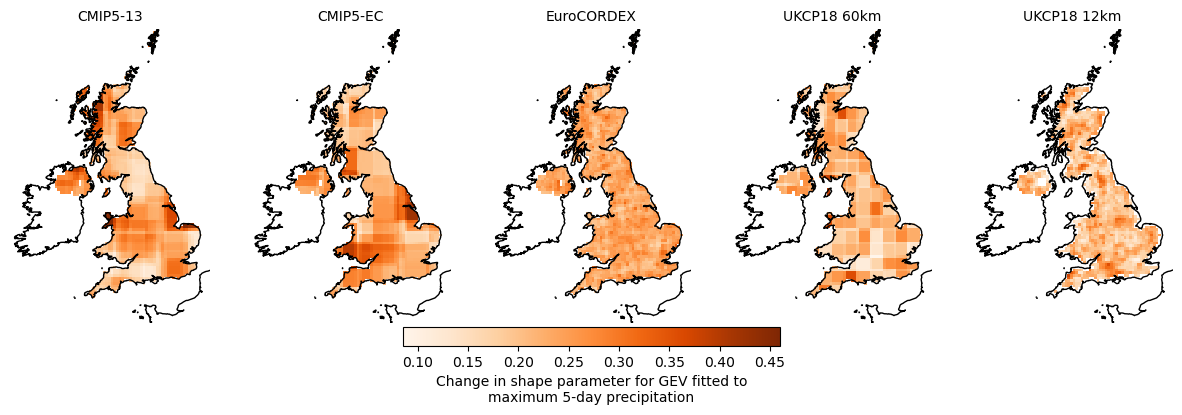 CMIP5-13
CMIP5-EC
EuroCORDEX
UKCP18 60km
UKCP18 12km
0.10 0.15 0.20 0.25 0.30 0.35 0.40 0.45
Change in shape parameter for GEV fitted to
maximum 5-day precipitation